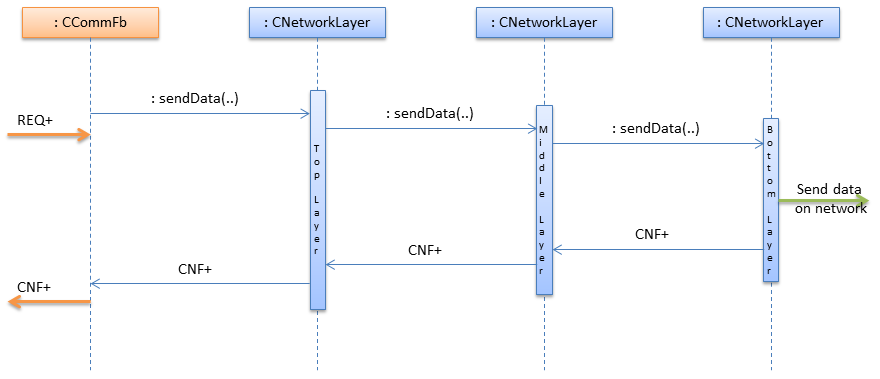 : CCommFb
: CNetworkLayer
: CNetworkLayer
: CNetworkLayer
: sendData(..)
REQ+
: sendData(..)
: sendData(..)
Top Layer
Middle Layer
Bottom Layer
Send data
on network
CNF+
CNF+
CNF+
CNF+